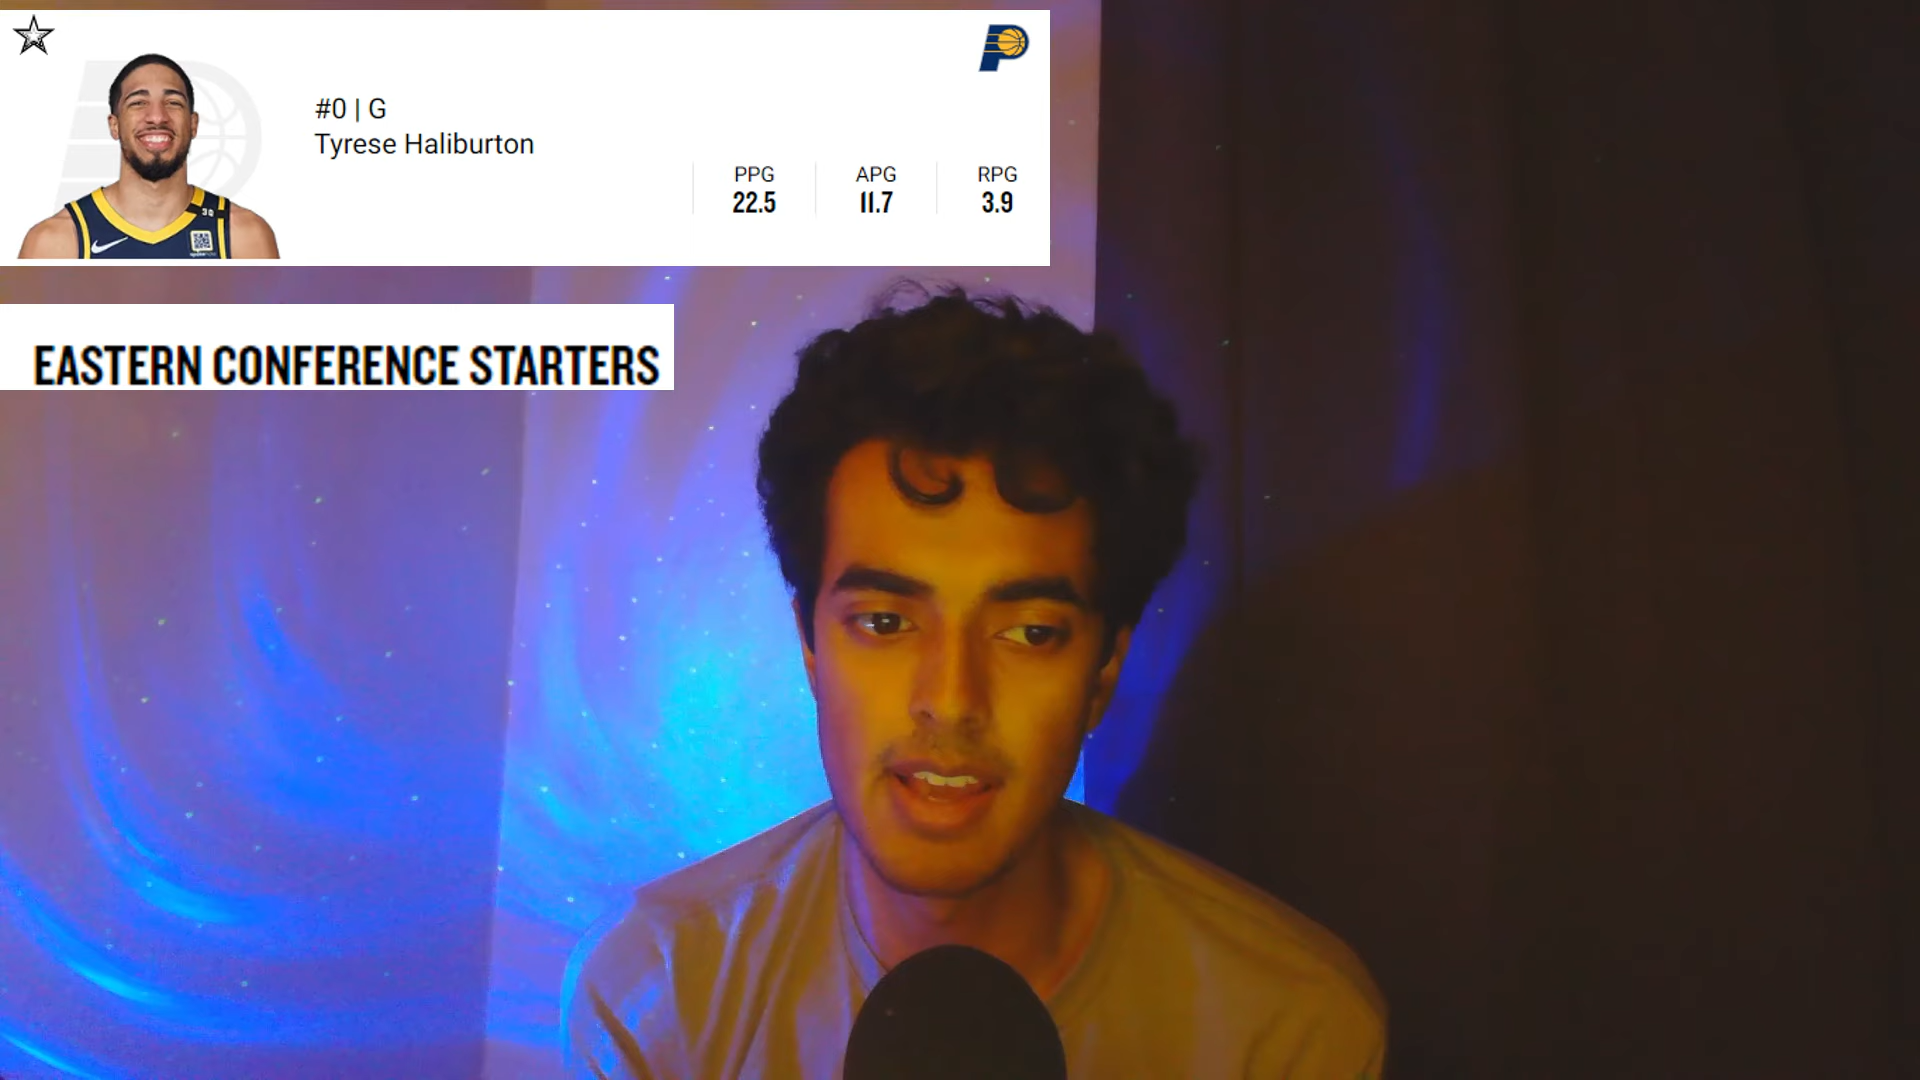 #0 | G
Tyrese Haliburton
PPG APG RPG
22.5 11.7 3.9
EASTERN CONFERENCE STARTERS